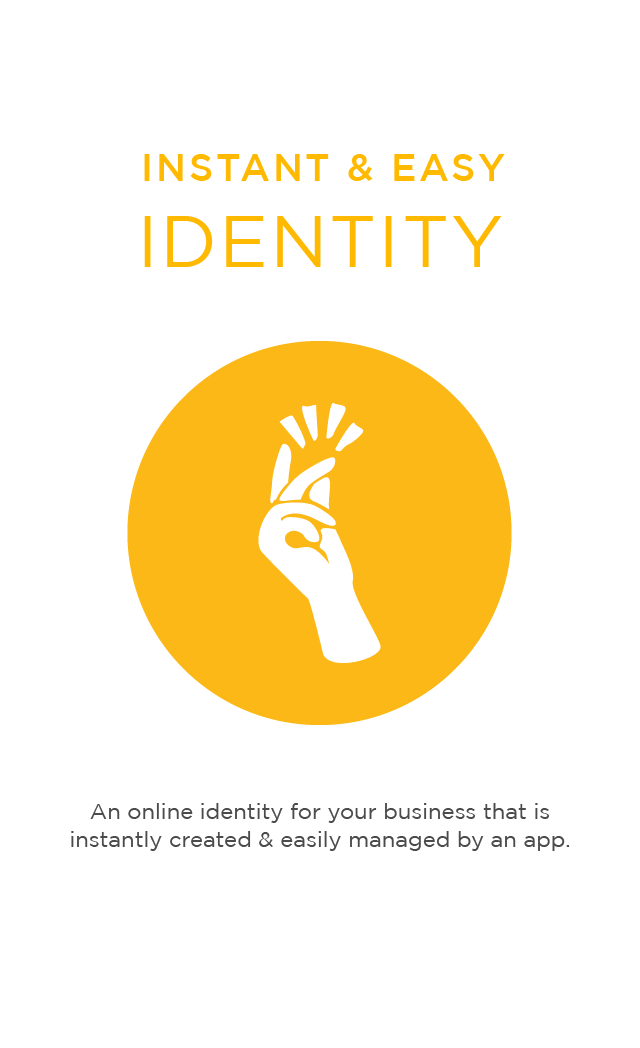 INSTANT & EASY
IDENTITY
An online identity for your business that is
instantly created & easily managed by an app.